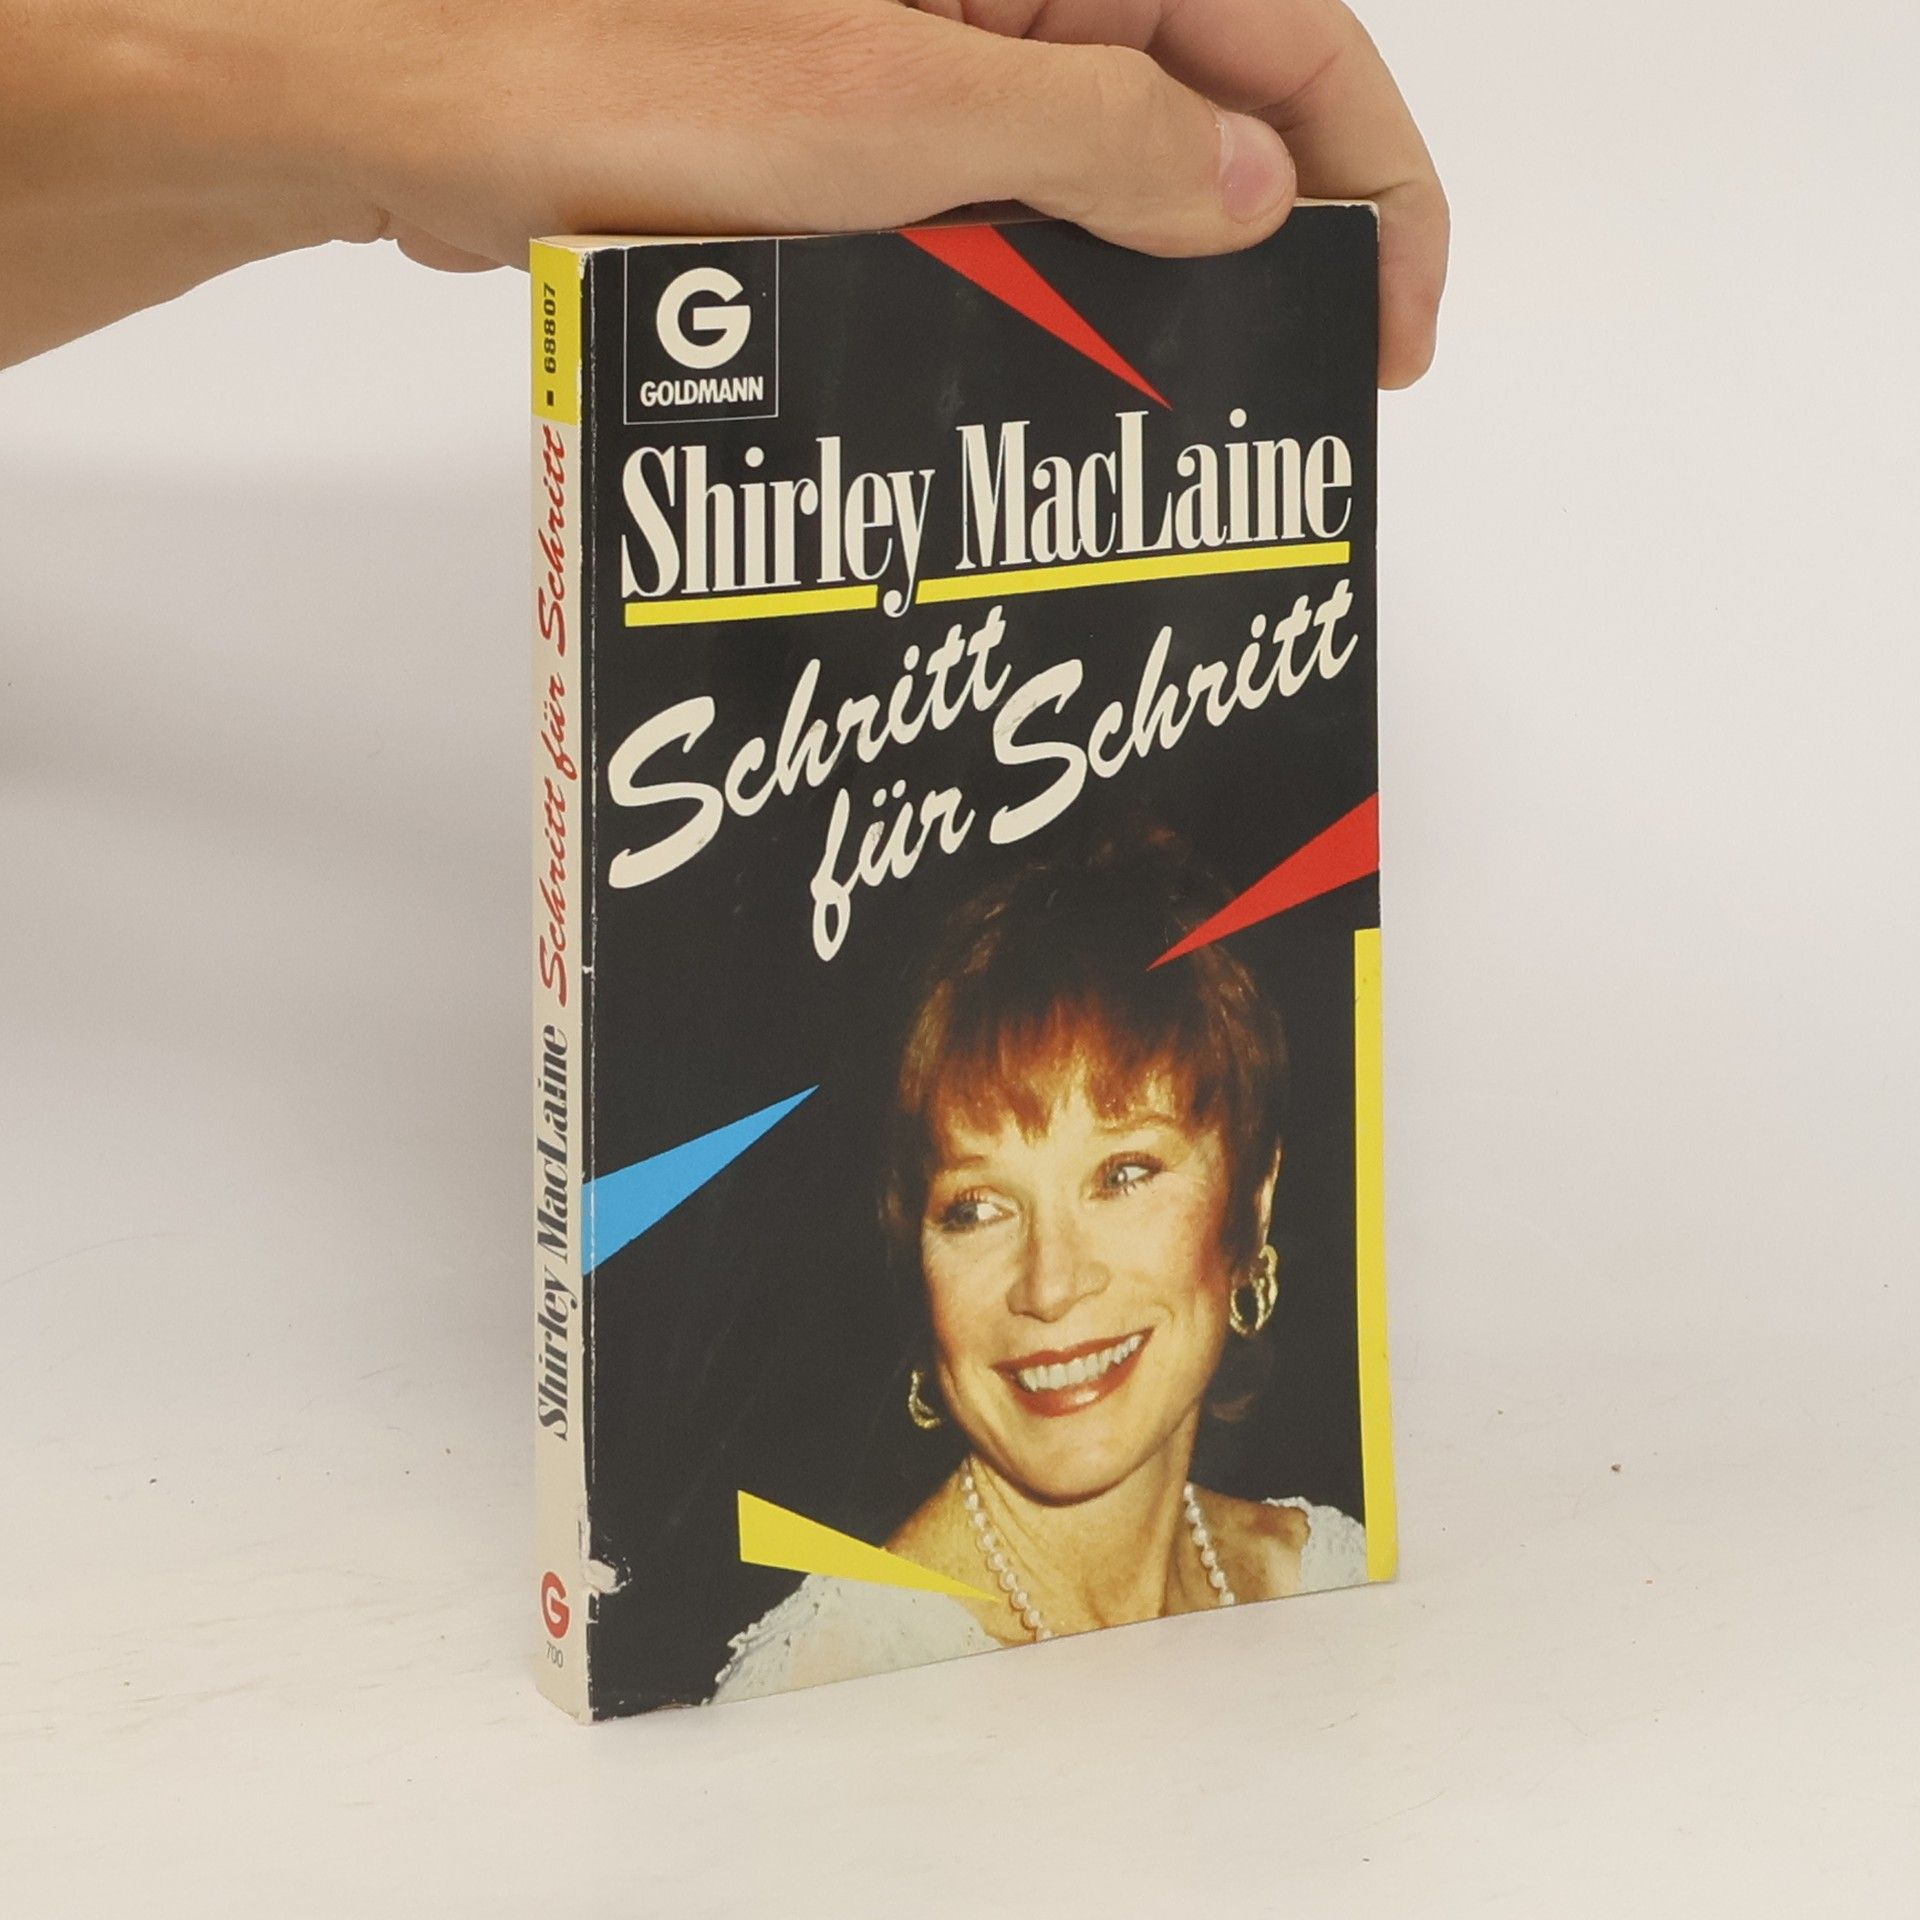 G
GOLDMANN
Shirley MacLaine
Schritt
für Schritt
68807
Schritt für Schritt
Shirley MacLaine
G
700